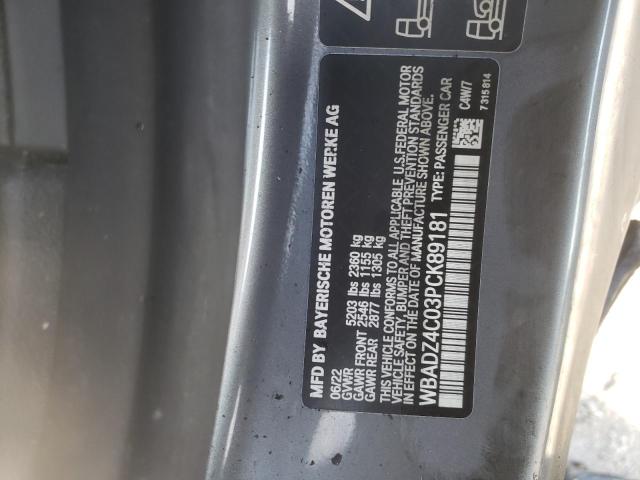 MFD BY BAYERISCHE MOTOREN WERKE AG
06/22
GVWR 5203 lbs 2360 kg
GAWR FRONT 2546 lbs 1155 kg
GAWR REAR 2877 lbs 1305 kg
THIS VEHICLE CONFORMS TO ALL APPLICABLE U.S.FEDERAL MOTOR
VEHICLE SAFETY, BUMPER, AND THEFT PREVENTION STANDARDS
IN EFFECT ON THE DATE OF MANUFACTURE SHOWN ABOVE.
WBADZ4C03PCK89181 TYPE: PASSENGER CAR
C4W/7
7315814